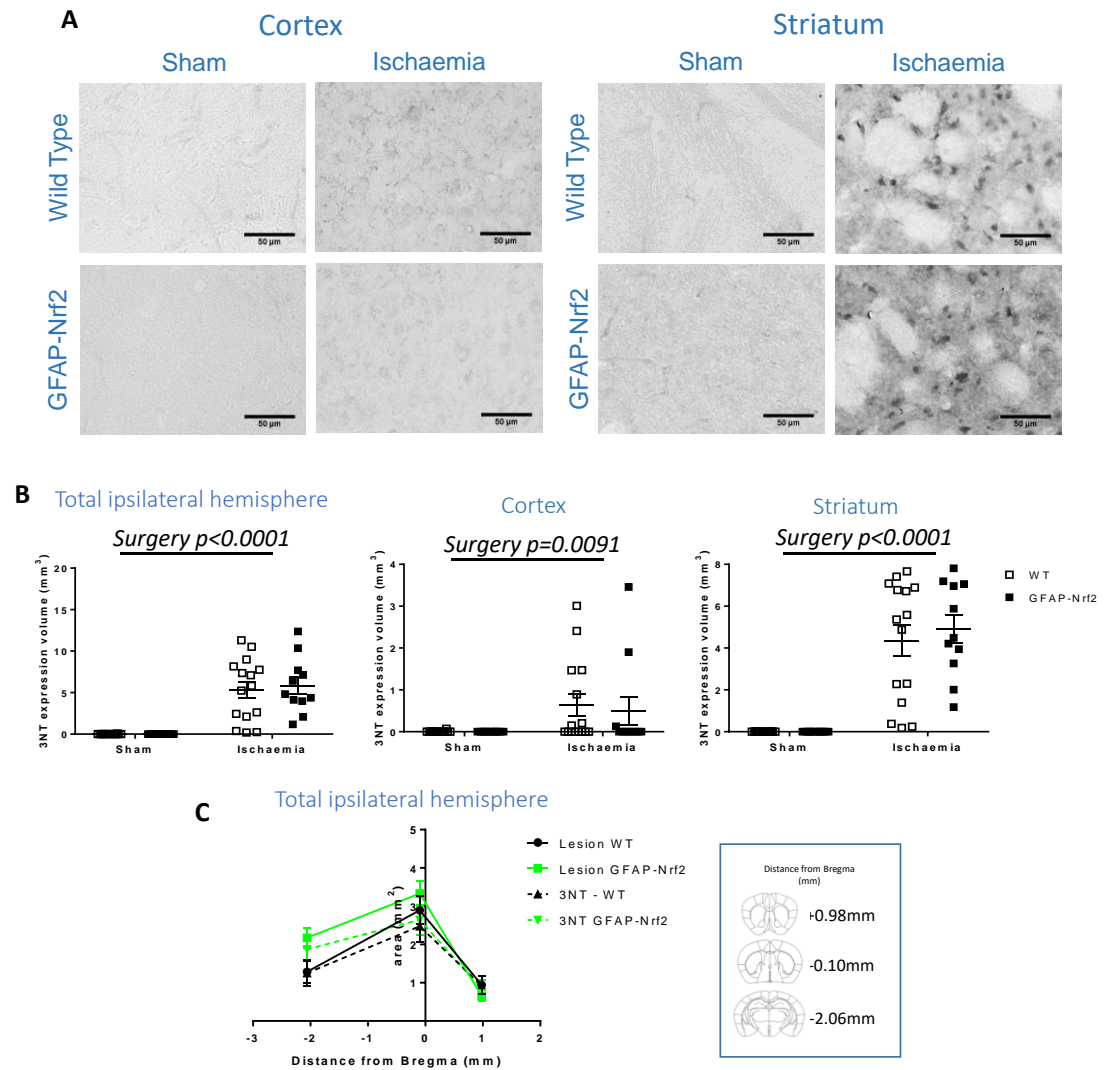 A
Cortex
Striatum
Sham
Ischaemia
Sham
Ischaemia
Wild Type
50 µm
50 µm
Wild Type
50 µm
50 µm
GFAP-Nrf2
50 µm
50 µm
GFAP-Nrf2
50 µm
50 µm
B
Total ipsilateral hemisphere
Surgery p<0.0001
3NT expression volume (mm³)
20
15
10
5
0
Sham
Ischaemia
Cortex
Surgery p=0.0091
3NT expression volume (mm³)
4
3
2
1
0
Sham
Ischaemia
Striatum
Surgery p<0.0001
3NT expression volume (mm³)
8
6
4
2
0
Sham
Ischaemia
WT
GFAP-Nrf2
C
Total ipsilateral hemisphere
area (mm²)
5
4
3
2
1
-3
-2
-1
0
1
2
Distance from Bregma (mm)
Lesion WT
Lesion GFAP-Nrf2
3NT - WT
3NT GFAP-Nrf2
Distance from Bregma
(mm)
+0.98mm
-0.10mm
-2.06mm